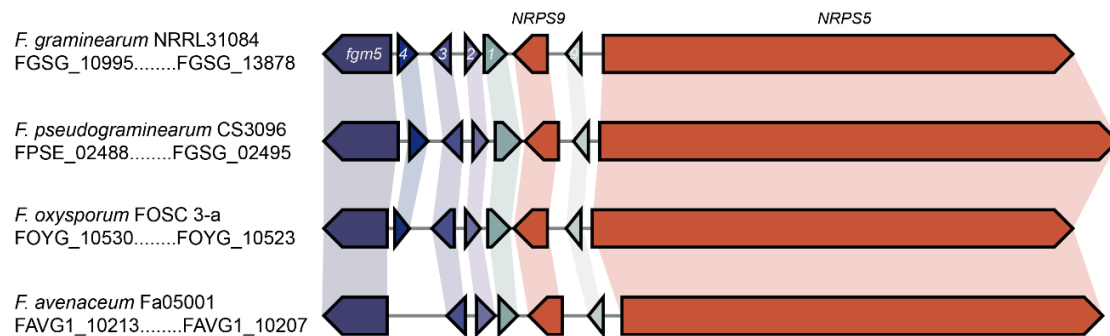 NRPS9 NRPS5
F. graminearum NRRL31084
FGSG_10995........FGSG_13878
fgm5 4 3 2 1
F. pseudograminearum CS3096
FPSE_02488........FGSG_02495
F. oxysporum FOSC 3-a
FOYG_10530........FOYG_10523
F. avenaceum Fa05001
FAVG1_10213........FAVG1_10207